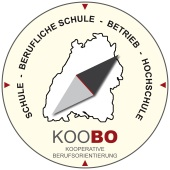 SCHULE - BERUFLICHE SCHULE - BETRIEB - HOCHSCHULE
KOOBO
KOOPERATIVE
BERUFSORIENTIERUNG